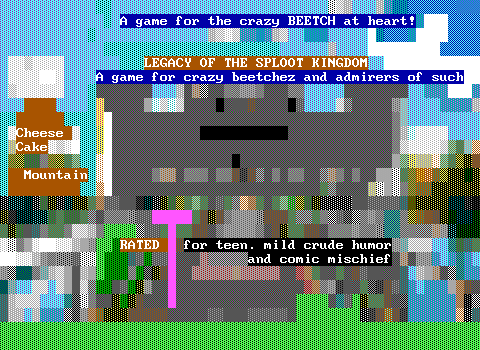 A game for the crazy BEETCH at heart!
LEGACY OF THE SPLOOT KINGDOM
A game for crazy beetchez and admirers of such
Cheese
Cake
Mountain
RATED for teen. mild crude humor
and comic mischief